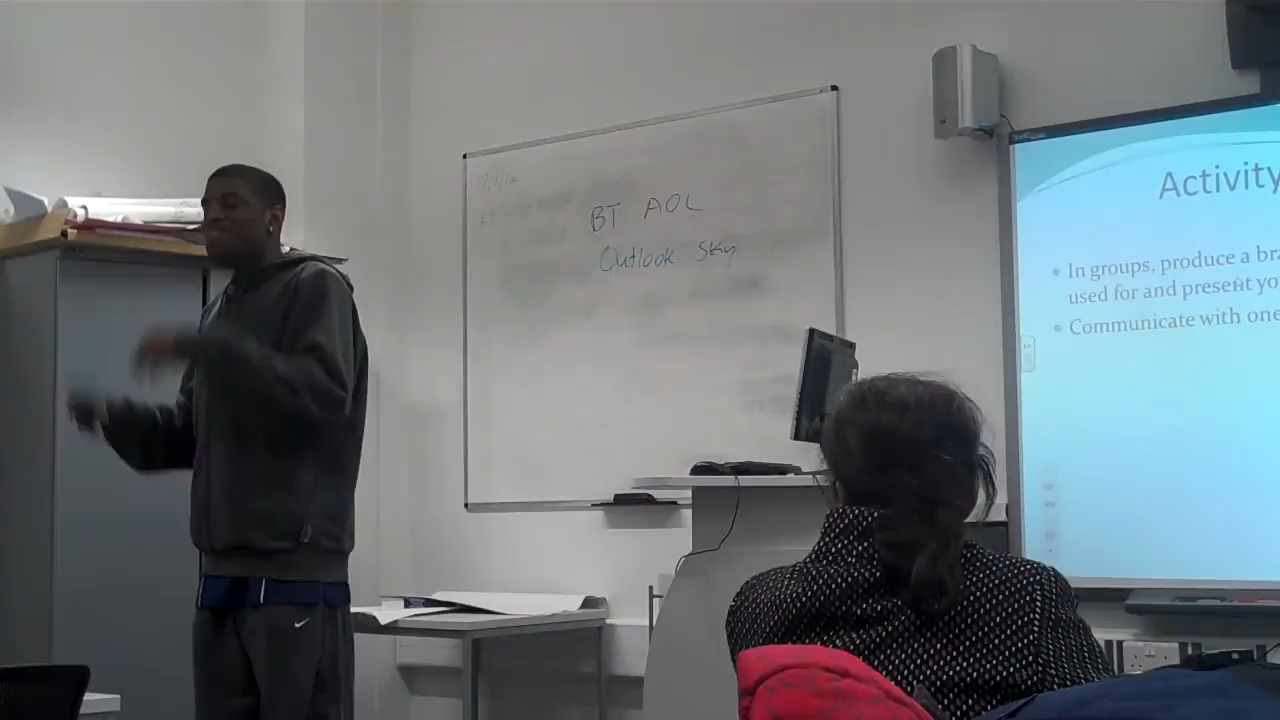 BT AOL
Outlook Sky
Activity
• In groups, produce a bra
used for and present yo
• Communicate with one